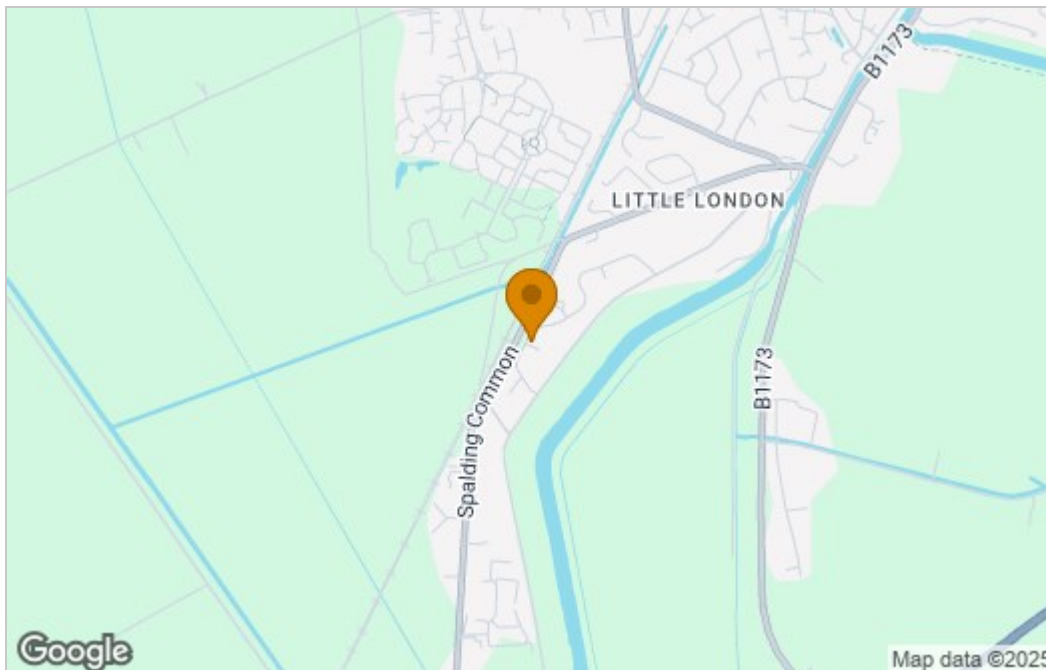 B1173
LITTLE LONDON
Spalding Common
B1173
Google
Map data ©2025